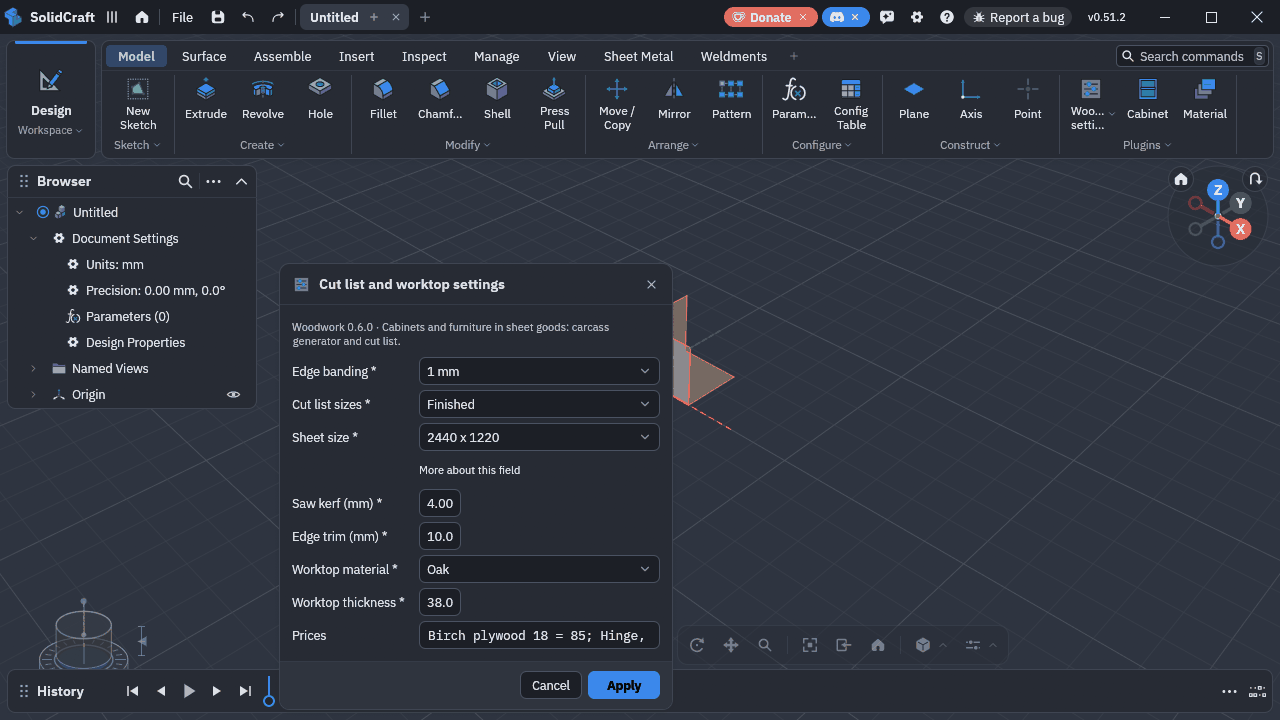 SolidCraft
File
Untitled
Donate
Report a bug
v0.51.2
Design
Workspace
Model
Surface
Assemble
Insert
Inspect
Manage
View
Sheet Metal
Weldments
Search commands
S
New
Sketch
Extrude
Revolve
Hole
Fillet
Chamf...
Shell
Press
Pull
Move /
Copy
Mirror
Pattern
Param...
Config
Table
Plane
Axis
Point
Woo...
setti...
Cabinet
Material
Sketch
Create
Modify
Arrange
Configure
Construct
Plugins
Browser
Untitled
Document Settings
Units: mm
Precision: 0.00 mm, 0.0°
Parameters (0)
Design Properties
Named Views
Origin
Z
Y
X
Cut list and worktop settings
Woodwork 0.6.0 · Cabinets and furniture in sheet goods: carcass
generator and cut list.
Edge banding * 1 mm
Cut list sizes * Finished
Sheet size * 2440 x 1220
More about this field
Saw kerf (mm) * 4.00
Edge trim (mm) * 10.0
Worktop material * Oak
Worktop thickness * 38.0
Prices Birch plywood 18 = 85; Hinge,
Cancel
Apply
History